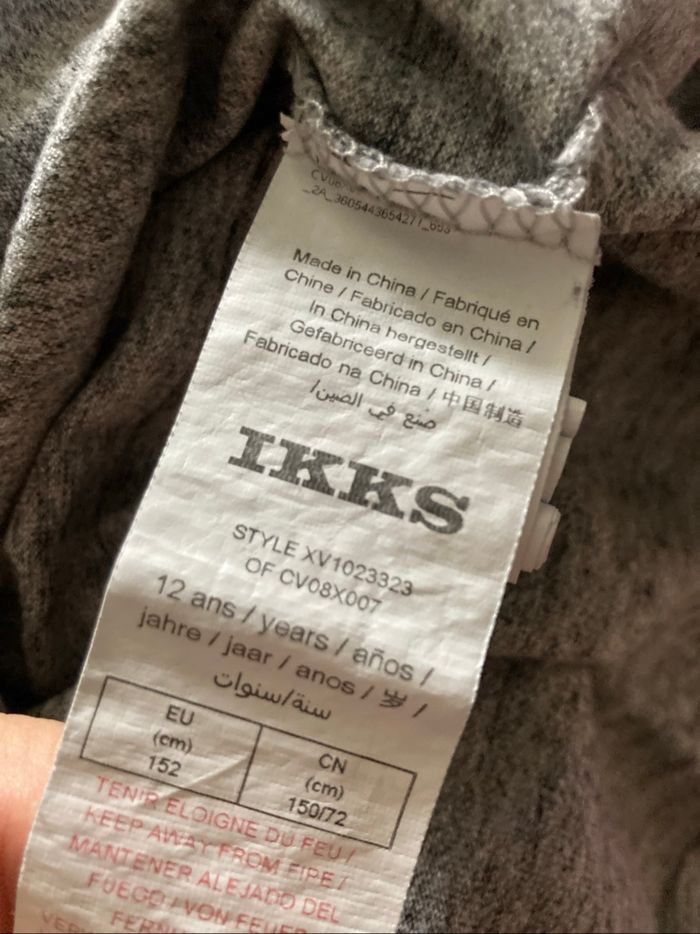 _2A_3605443654277_693
Made in China / Fabriqué en
Chine / Fabricado en China /
In China hergestellt /
Gefabriceerd in China /
Fabricado na China / 中国制造
صنع في الصين/
IKKS
STYLE XV1023323
OF CV08X007
12 ans / years / años /
jahre / jaar / anos / 岁 /
سنة/سنوات
EU
(cm)
152
CN
(cm)
150/72
TENIR ELOIGNE DU FEU /
KEEP AWAY FROM FIRE /
MANTENER ALEJADO DEL
FUEGO / VON FEUER